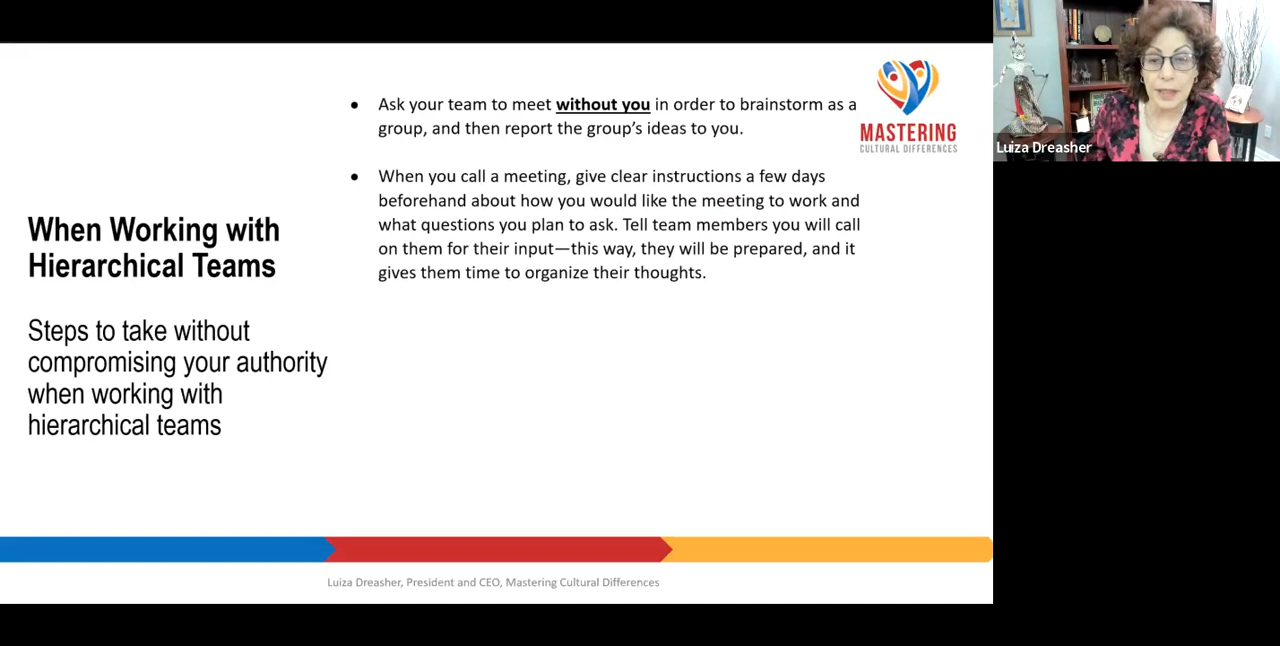 When Working with
Hierarchical Teams
Steps to take without
compromising your authority
when working with
hierarchical teams
● Ask your team to meet without you in order to brainstorm as a
group, and then report the group's ideas to you.
● When you call a meeting, give clear instructions a few days
beforehand about how you would like the meeting to work and
what questions you plan to ask. Tell team members you will call
on them for their input—this way, they will be prepared, and it
gives them time to organize their thoughts.
MASTERING
CULTURAL DIFFERENCES
Luiza Dreasher
Luiza Dreasher, President and CEO, Mastering Cultural Differences